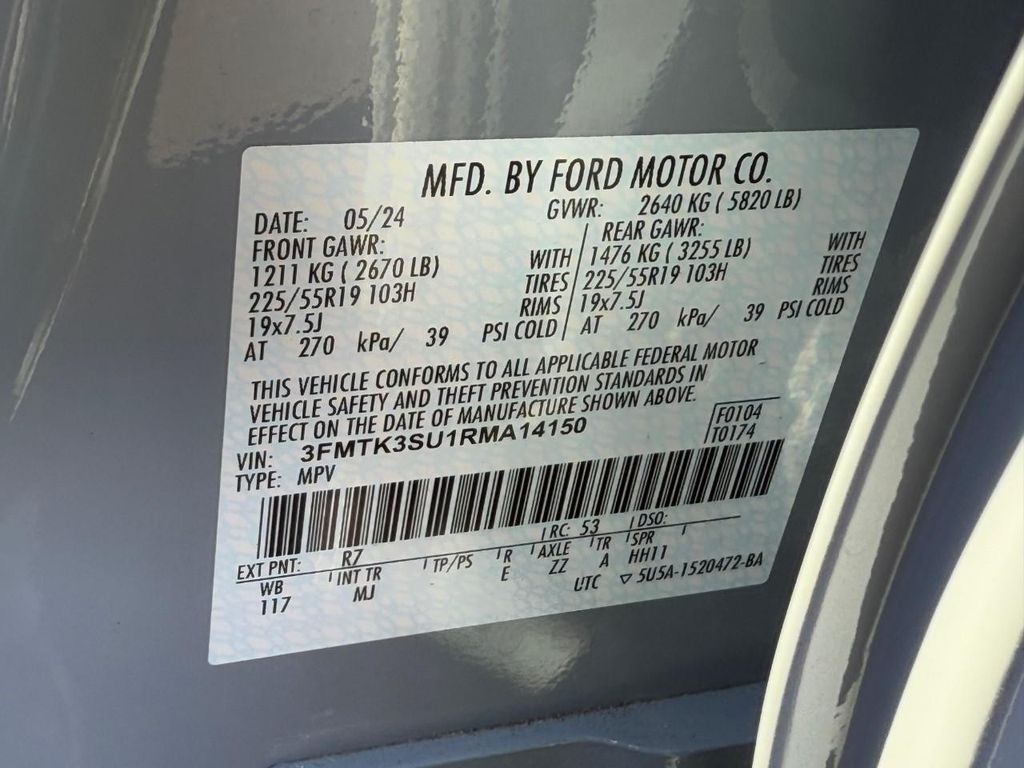 MFD. BY FORD MOTOR CO.
DATE: 05/24 GVWR: 2640 KG ( 5820 LB)
FRONT GAWR: REAR GAWR:
1211 KG ( 2670 LB) WITH 1476 KG ( 3255 LB) WITH
225/55R19 103H TIRES 225/55R19 103H TIRES
19x7.5J RIMS 19x7.5J RIMS
AT 270 kPa/ 39 PSI COLD AT 270 kPa/ 39 PSI COLD
THIS VEHICLE CONFORMS TO ALL APPLICABLE FEDERAL MOTOR
VEHICLE SAFETY AND THEFT PREVENTION STANDARDS IN
EFFECT ON THE DATE OF MANUFACTURE SHOWN ABOVE.
F0104
VIN: 3FMTK3SU1RMA14150 T0174
TYPE: MPV
EXT PNT: R7 RC: 53 DSO:
WB INT TR TP/PS R AXLE TR SPR
117 MJ E ZZ A HH11
UTC ▽ 5U5A-1520472-BA